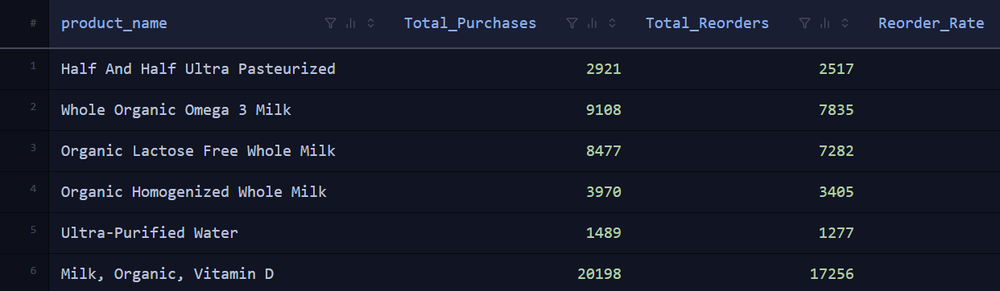 # product_name Total_Purchases Total_Reorders Reorder_Rate
1 Half And Half Ultra Pasteurized 2921 2517
2 Whole Organic Omega 3 Milk 9108 7835
3 Organic Lactose Free Whole Milk 8477 7282
4 Organic Homogenized Whole Milk 3970 3405
5 Ultra-Purified Water 1489 1277
6 Milk, Organic, Vitamin D 20198 17256